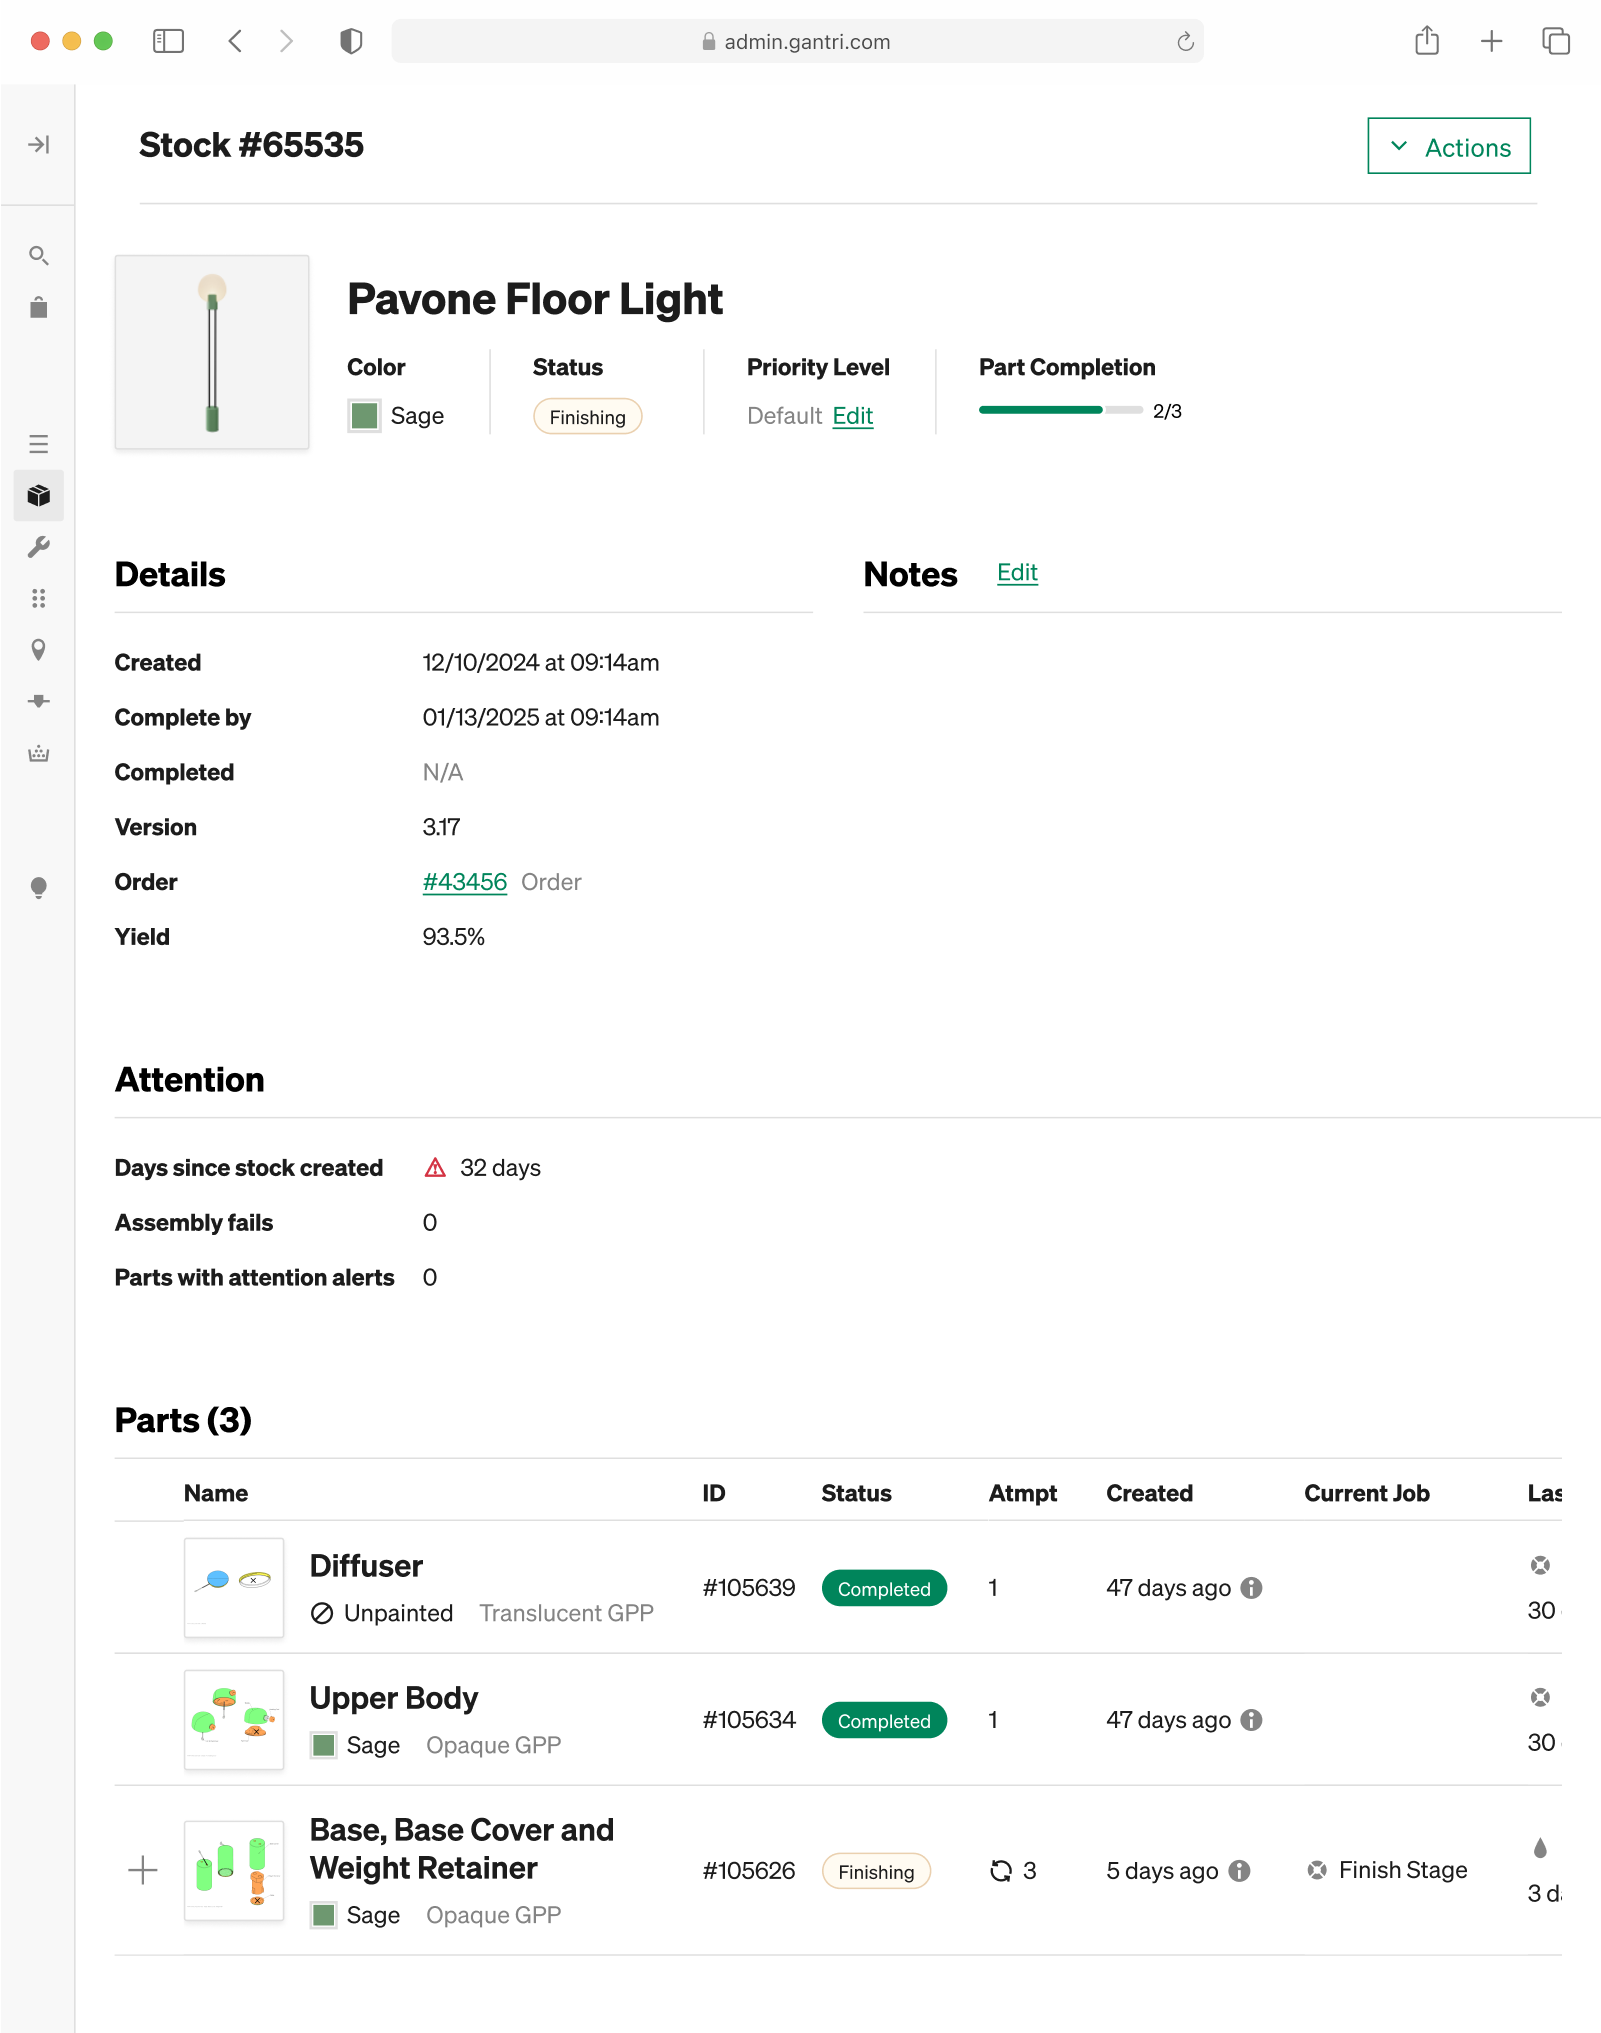 admin.gantri.com
Stock #65535
Actions
Pavone Floor Light
Color
Status
Priority Level
Part Completion
Sage
Finishing
Default Edit
2/3
Details
Created 12/10/2024 at 09:14am
Complete by 01/13/2025 at 09:14am
Completed N/A
Version 3.17
Order #43456 Order
Yield 93.5%
Notes Edit
Attention
Days since stock created 32 days
Assembly fails 0
Parts with attention alerts 0
Parts (3)
Name ID Status Atmpt Created Current Job Las
Diffuser
Unpainted Translucent GPP
#105639 Completed 1 47 days ago
30
Upper Body
Sage Opaque GPP
#105634 Completed 1 47 days ago
30
Base, Base Cover and
Weight Retainer
Sage Opaque GPP
#105626 Finishing 3 5 days ago Finish Stage
3 d